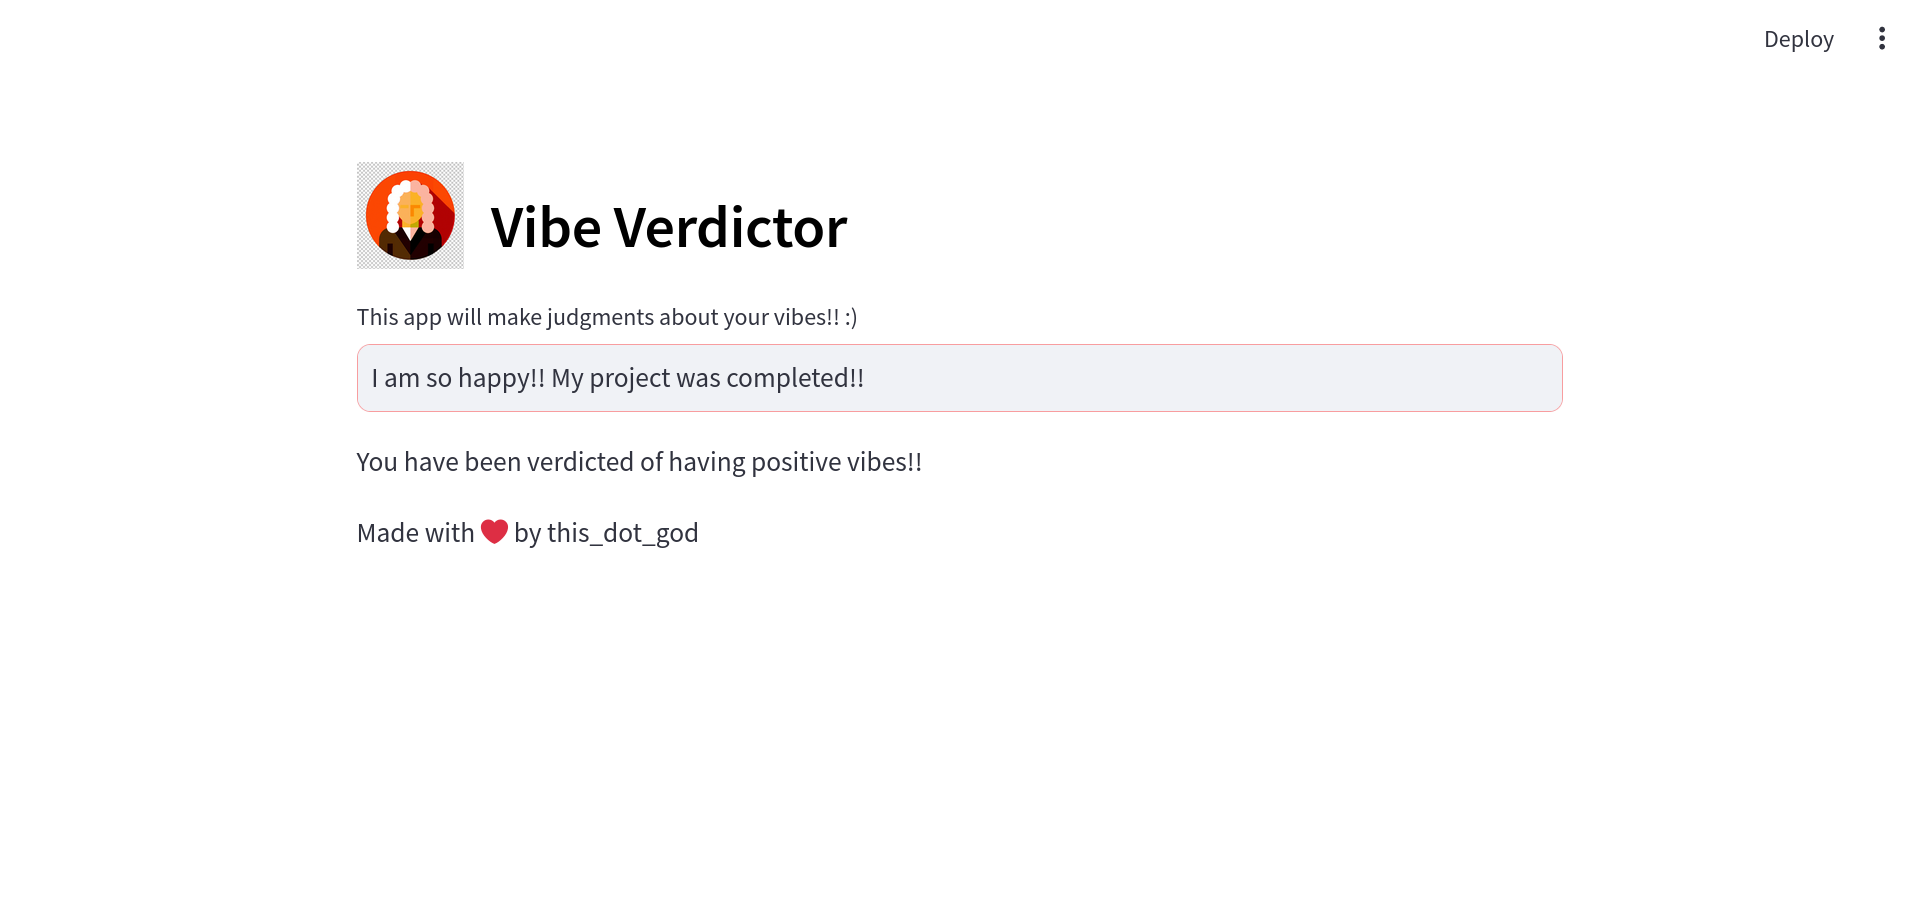 Deploy
Vibe Verdictor
This app will make judgments about your vibes!! :)
I am so happy!! My project was completed!!
You have been verdicted of having positive vibes!!
Made with ❤️ by this_dot_god